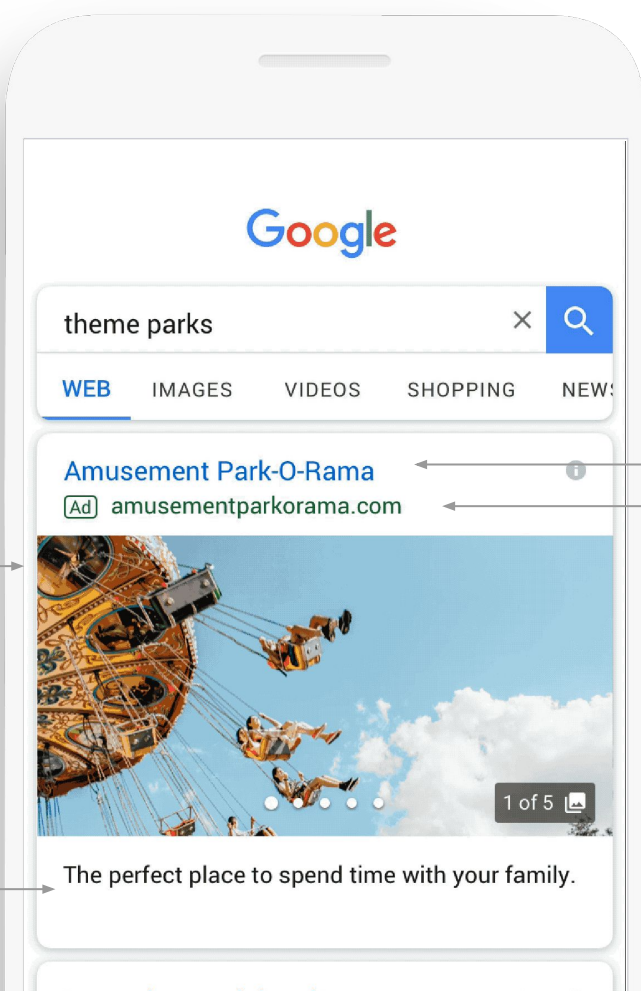 Google
theme parks
WEB IMAGES VIDEOS SHOPPING NEWS
Amusement Park-O-Rama
Ad amusementparkorama.com
1 of 5
The perfect place to spend time with your family.